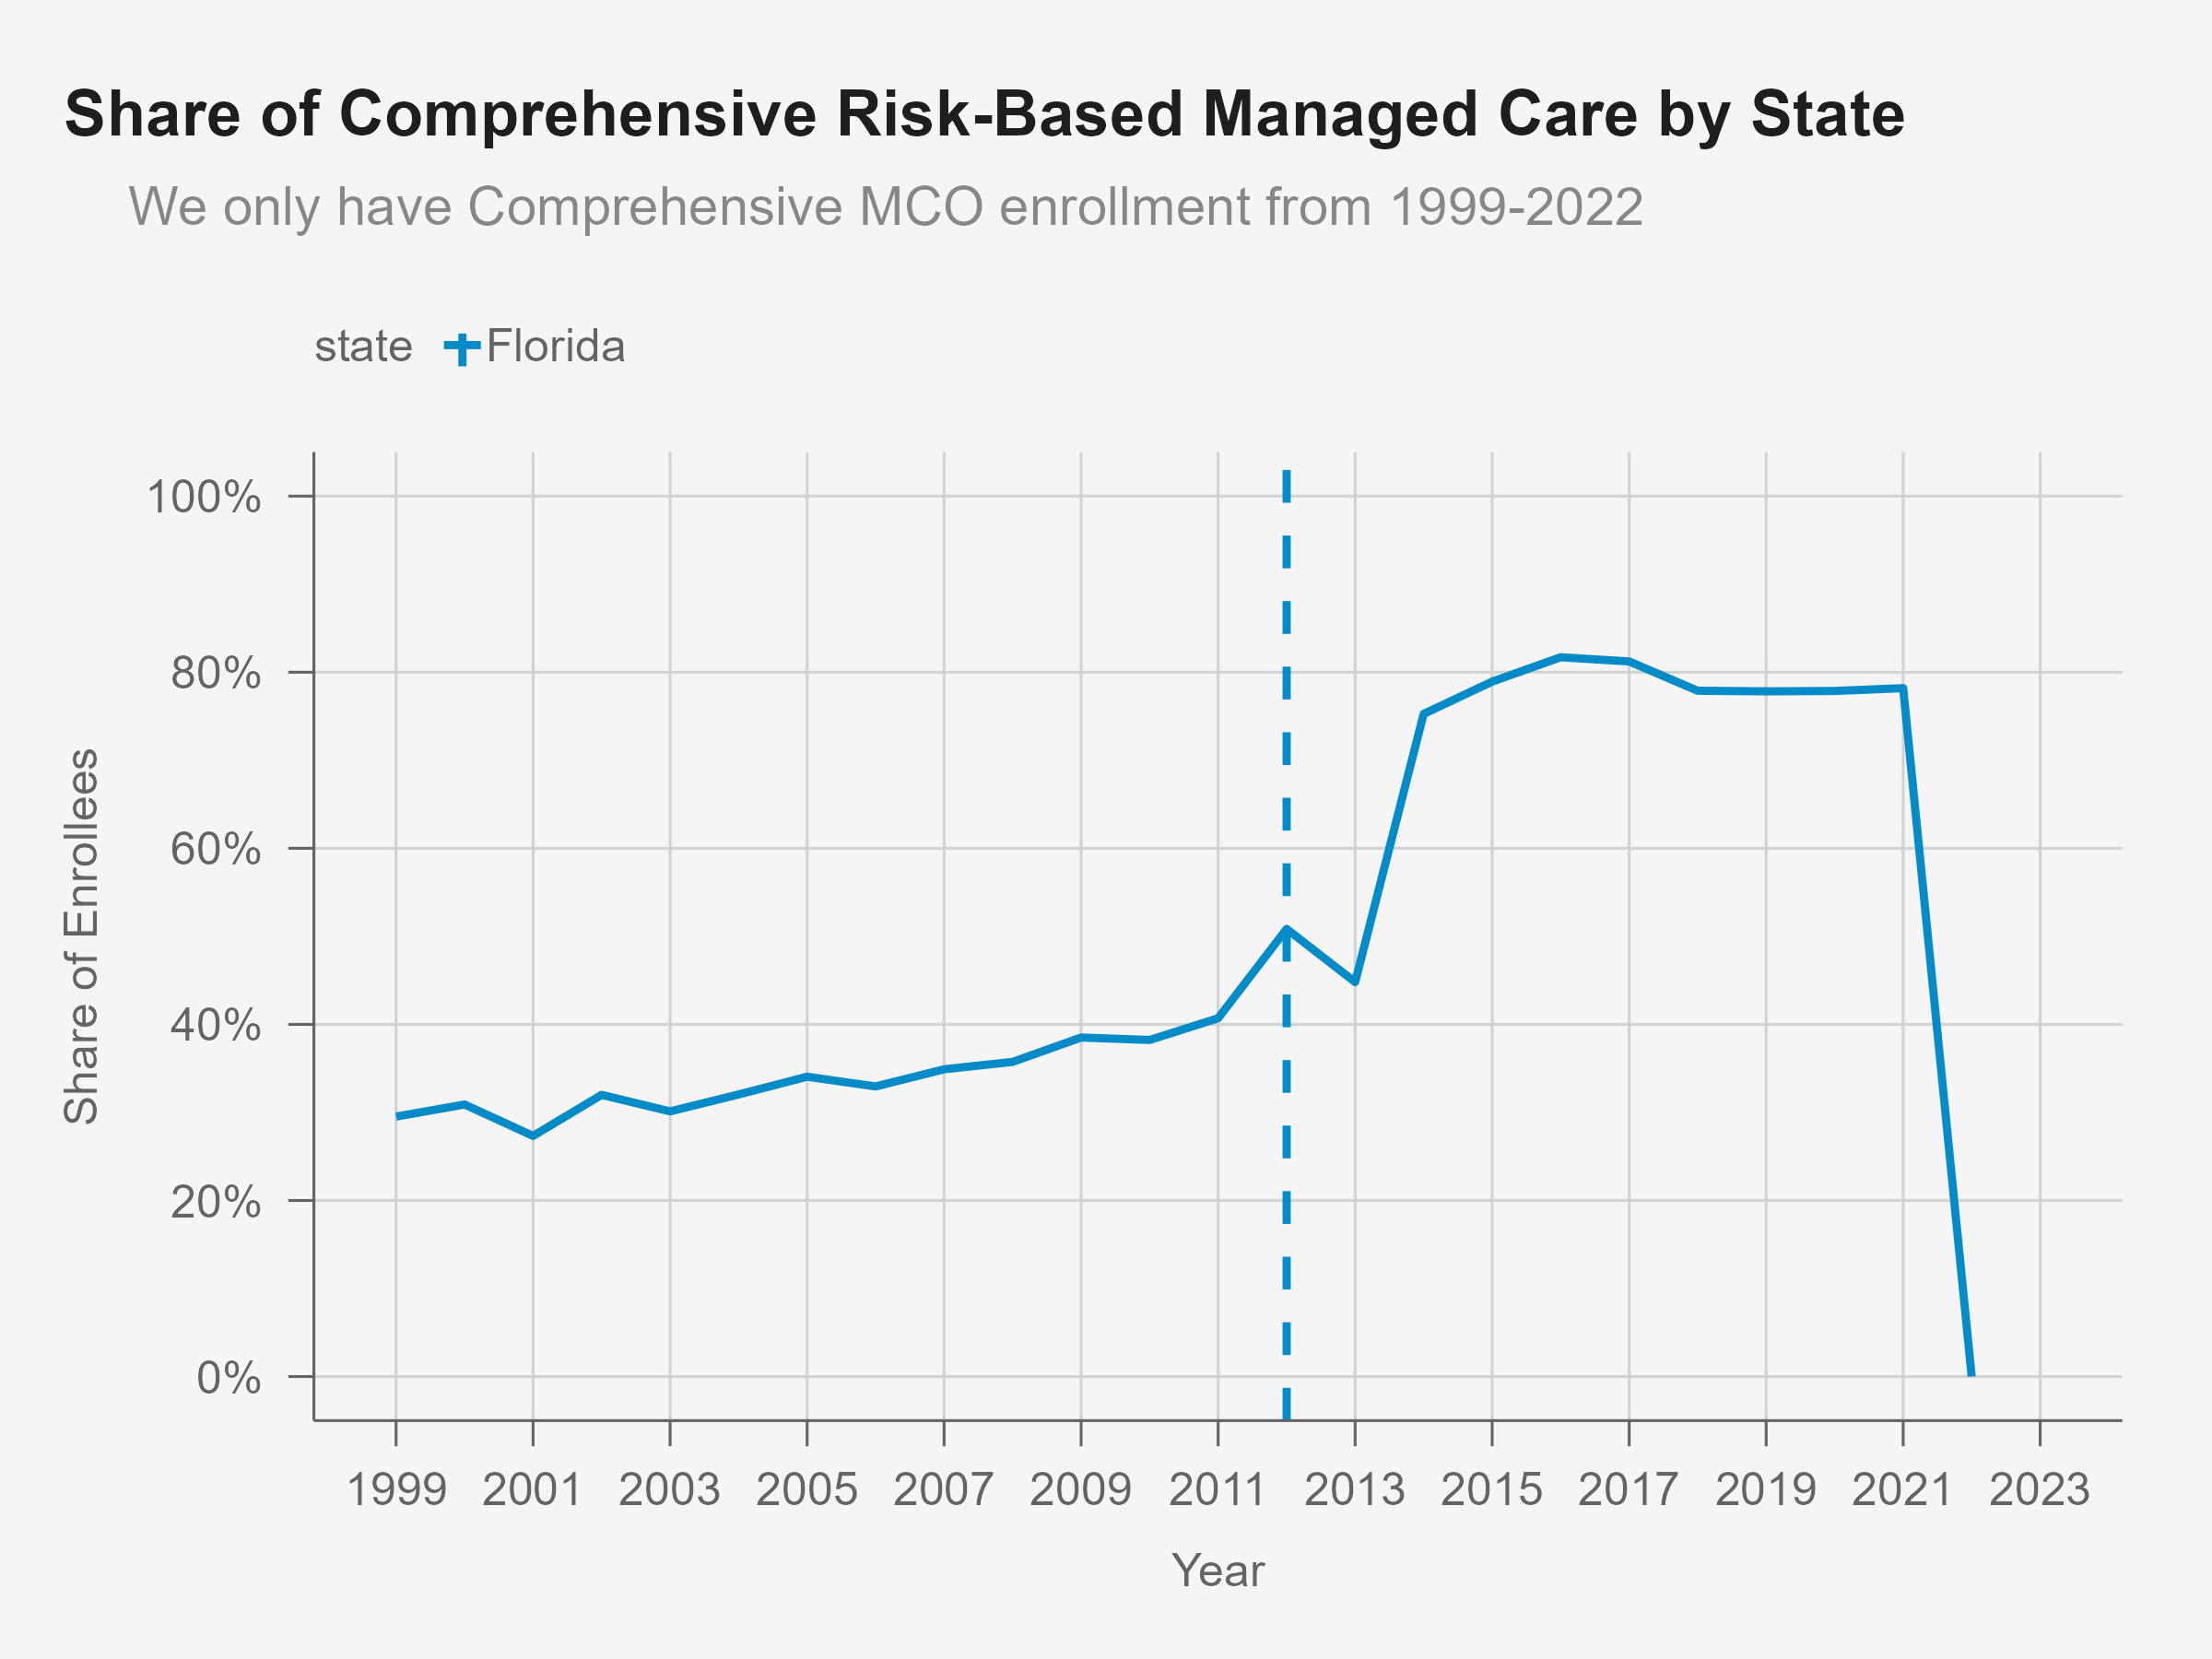 Share of Comprehensive Risk-Based Managed Care by State
We only have Comprehensive MCO enrollment from 1999-2022
state Florida
100%
80%
60%
40%
20%
0%
Share of Enrollees
1999 2001 2003 2005 2007 2009 2011 2013 2015 2017 2019 2021 2023
Year